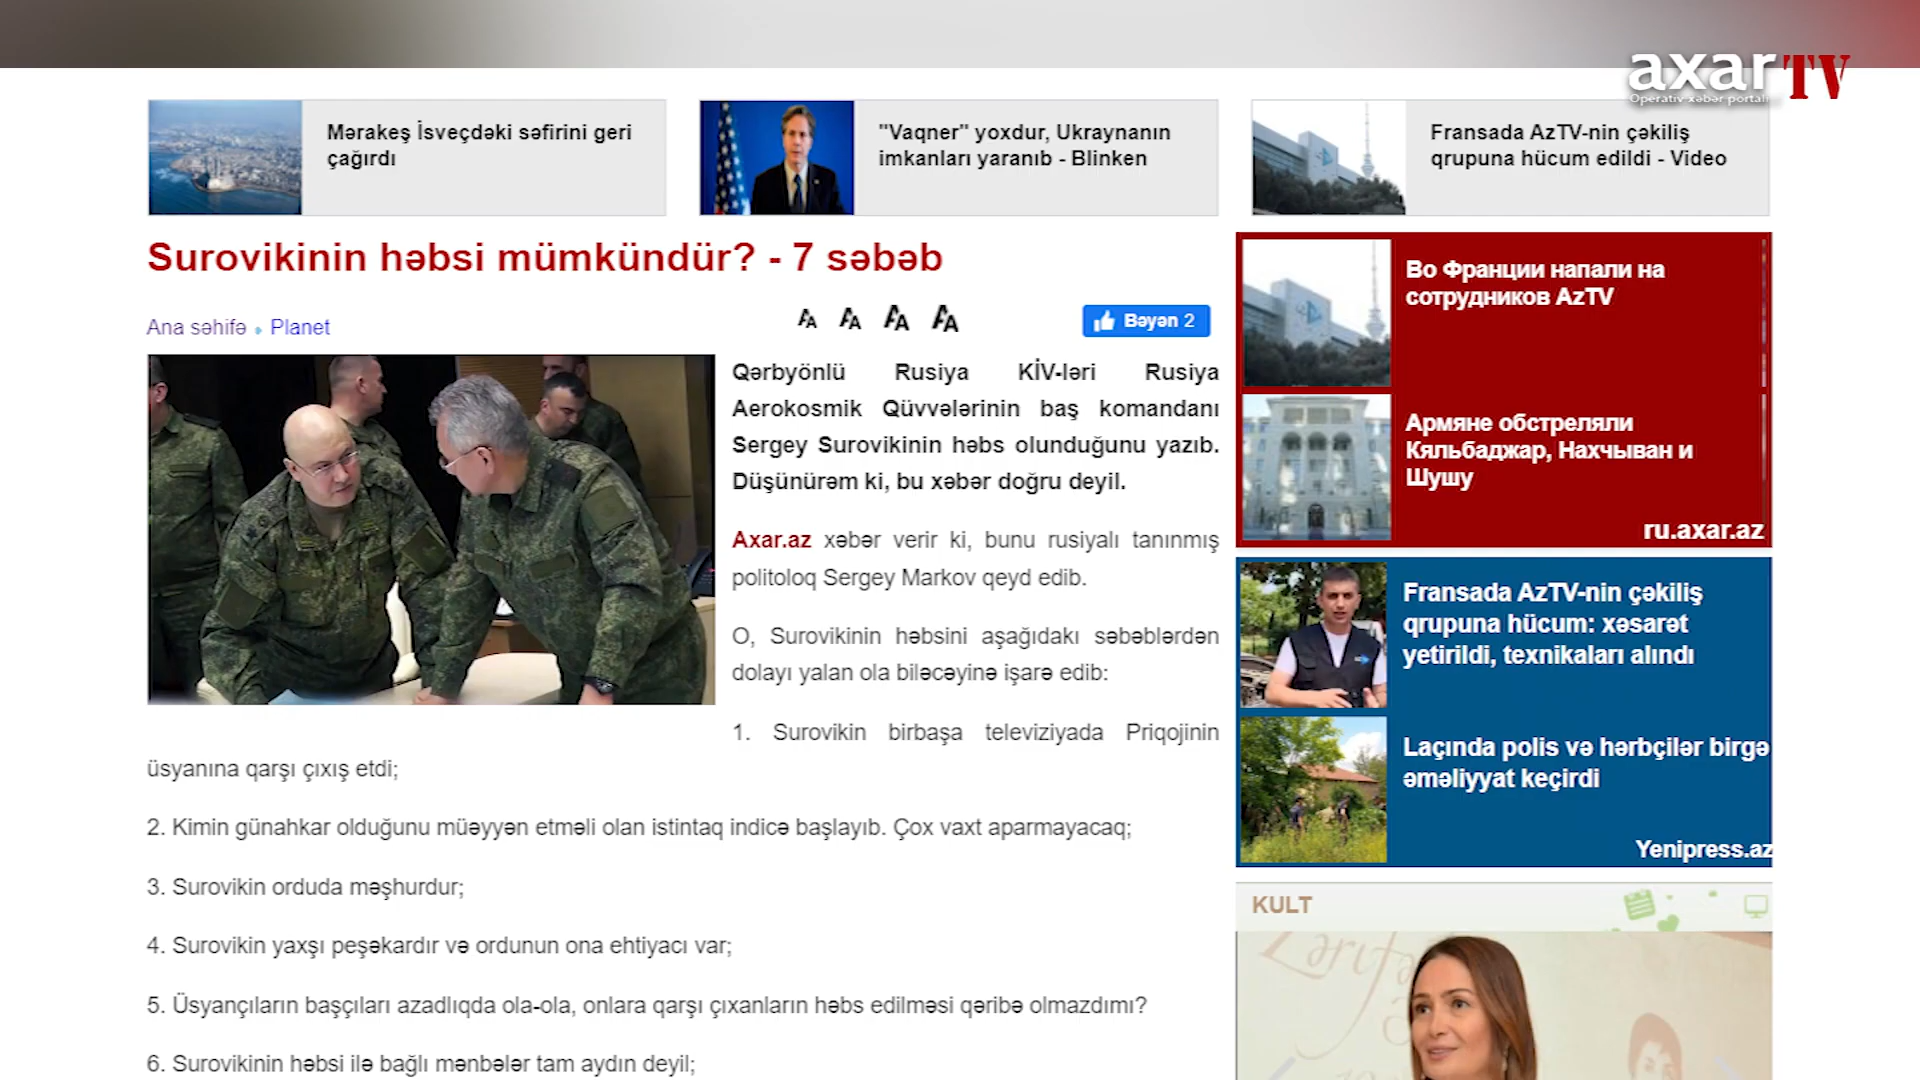 axar TV
Operativ xəbər portalı
Mərakeş İsveçdəki səfirini geri
çağırdı
"Vaqner" yoxdur, Ukraynanın
imkanları yaranıb - Blinken
Fransada AzTV-nin çəkiliş
qrupuna hücum edildi - Video
Surovikinin həbsi mümkündür? - 7 səbəb
Ana səhifə Planet
AA AA AA AA
Bəyən 2
Qərbyönlü Rusiya KİV-ləri Rusiya
Aerokosmik Qüvvələrinin baş komandanı
Sergey Surovikinin həbs olunduğunu yazıb.
Düşünürəm ki, bu xəbər doğru deyil.
Axar.az xəbər verir ki, bunu rusiyalı tanınmış
politoloq Sergey Markov qeyd edib.
O, Surovikinin həbsini aşağıdakı səbəblərdən
dolayı yalan ola biləcəyinə işarə edib:
1. Surovikin birbaşa televiziyada Priqojinin
üsyanına qarşı çıxış etdi;
2. Kimin günahkar olduğunu müəyyən etməli olan istintaq indicə başlayıb. Çox vaxt aparmayacaq;
3. Surovikin orduda məşhurdur;
4. Surovikin yaxşı peşəkardır və ordunun ona ehtiyacı var;
5. Üsyançıların başçıları azadlıqda ola-ola, onlara qarşı çıxanların həbs edilməsi qəribə olmazdımı?
6. Surovikinin həbsi ilə bağlı mənbələr tam aydın deyil;
Во Франции напали на
сотрудников AzTV
Армяне обстреляли
Кяльбаджар, Нахчыван и
Шушу
ru.axar.az
Fransada AzTV-nin çəkiliş
qrupuna hücum: xəsarət
yetirildi, texnikaları alındı
Laçında polis və hərbçilər birgə
əməliyyat keçirdi
Yenipress.az
KULT